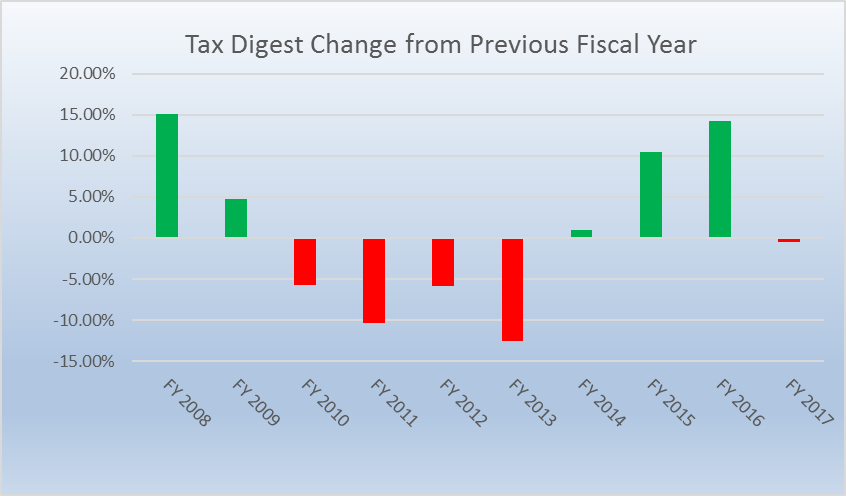 Tax Digest Change from Previous Fiscal Year
20.00%
15.00%
10.00%
5.00%
0.00%
-5.00%
-10.00%
-15.00%
FY 2008
FY 2009
FY 2010
FY 2011
FY 2012
FY 2013
FY 2014
FY 2015
FY 2016
FY 2017